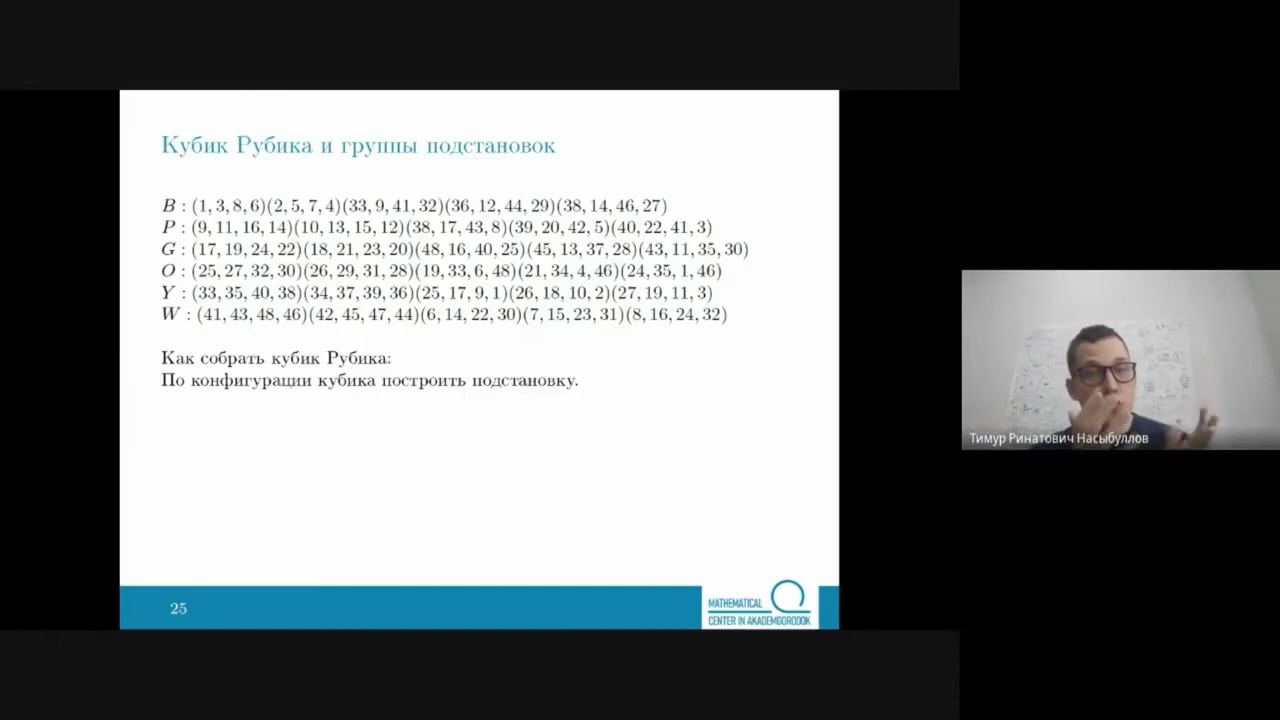 Кубик Рубика и группы подстановок
B : (1, 3, 8, 6)(2, 5, 7, 4)(33, 9, 41, 32)(36, 12, 44, 29)(38, 14, 46, 27)
P : (9, 11, 16, 14)(10, 13, 15, 12)(38, 17, 43, 8)(39, 20, 42, 5)(40, 22, 41, 3)
G : (17, 19, 24, 22)(18, 21, 23, 20)(48, 16, 40, 25)(45, 13, 37, 28)(43, 11, 35, 30)
O : (25, 27, 32, 30)(26, 29, 31, 28)(19, 33, 6, 48)(21, 34, 4, 46)(24, 35, 1, 46)
Y : (33, 35, 40, 38)(34, 37, 39, 36)(25, 17, 9, 1)(26, 18, 10, 2)(27, 19, 11, 3)
W : (41, 43, 48, 46)(42, 45, 47, 44)(6, 14, 22, 30)(7, 15, 23, 31)(8, 16, 24, 32)
Как собрать кубик Рубика:
По конфигурации кубика построить подстановку.
Тимур Ринатович Насыбуллов
25
MATHEMATICAL
CENTER IN AKADEMGORODOK